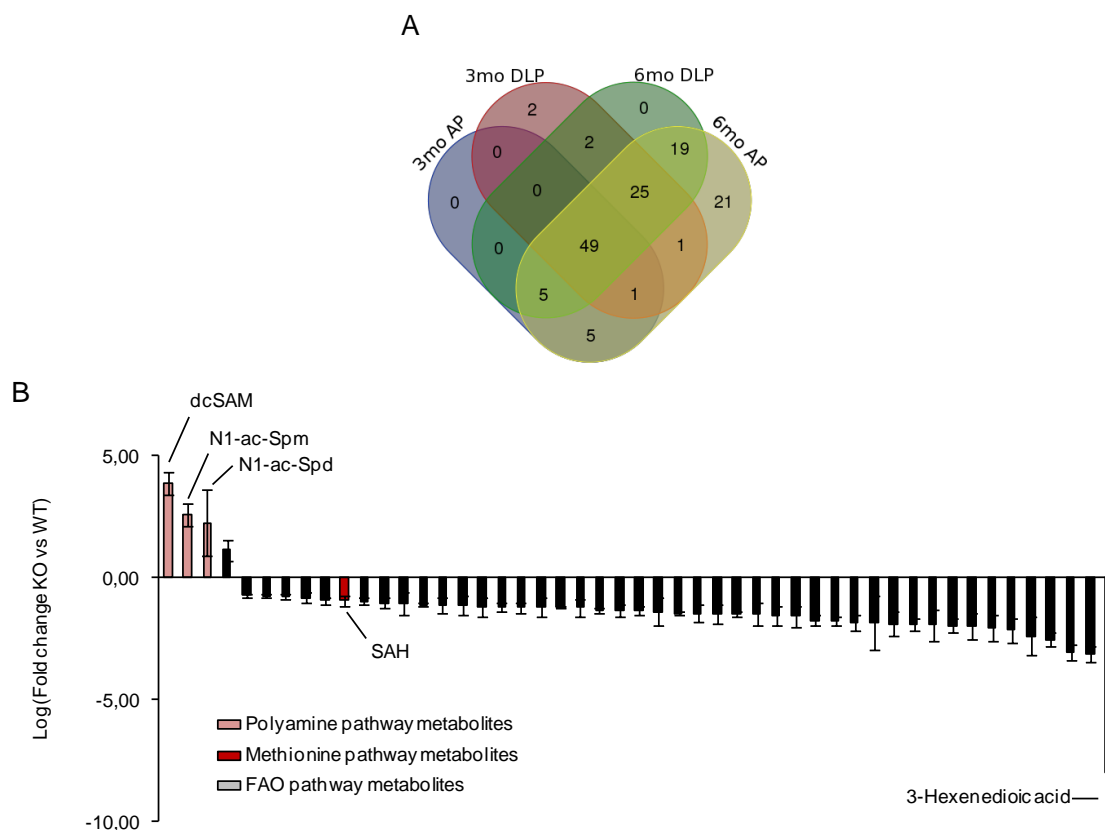 A
3mo DLP
6mo DLP
3mo AP
6mo AP
2
0
0
2
19
0
0
25
21
0
49
1
5
1
5
B
dcSAM
N1-ac-Spm
N1-ac-Spd
5,00
0,00
-5,00
-10,00
Log(Fold change KO vs WT)
SAH
Polyamine pathway metabolites
Methionine pathway metabolites
FAO pathway metabolites
3-Hexenedioic acid